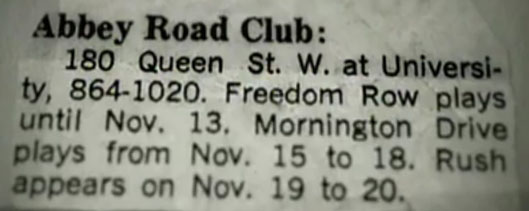 Abbey Road Club:
180 Queen St. W. at Universi-
ty, 864-1020. Freedom Row plays
until Nov. 13. Mornington Drive
plays from Nov. 15 to 18. Rush
appears on Nov. 19 to 20.